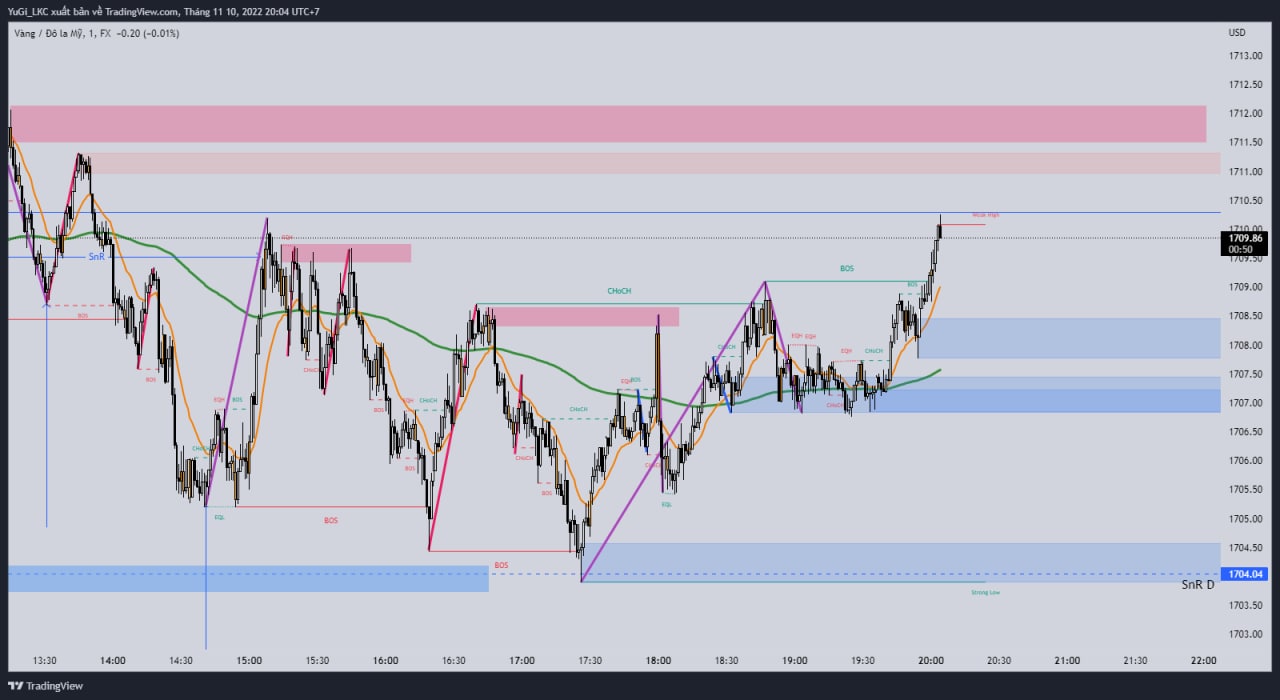 YuGi_LKC xuất bản về TradingView.com, Tháng 11 10, 2022 20:04 UTC+7
Vàng / Đô la Mỹ, 1, FX −0.20 (−0.01%)
USD
1713.00
1712.50
1712.00
1711.50
1711.00
1710.50
Weak High
1710.00
1709.86
00:50
1709.50
EQH
SnR
BOS
1709.00
CHoCH
BOS
BOS
1708.50
1708.00
EQH EQH
CHoCH
EQH
CHoCH
1707.50
BOS
CHoCH
EQH
BOS
1707.00
EQH
BOS
BOS
EQH
CHoCH
CHoCH
CHoCH
1706.50
CHoCH
BOS
CHoCH
CHoCH
1706.00
1705.50
BOS
EQL
EQL
BOS
1705.00
1704.50
BOS
1704.04
SnR D
Strong Low
1703.50
1703.00
13:30
14:00
14:30
15:00
15:30
16:00
16:30
17:00
17:30
18:00
18:30
19:00
19:30
20:00
20:30
21:00
21:30
22:00
TradingView